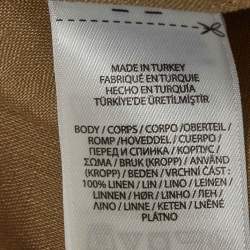 MADE IN TURKEY
FABRIQUÉ EN TURQUIE
HECHO EN TURQUÍA
TÜRKİYE'DE ÜRETİLMİŞTİR
BODY / CORPS / CORPO /OBERTEIL /
ROMP /HOVEDDEL / CUERPO /
ПЕРЕД И СПИНКА / КОРПУС /
ΣΩΜΑ / BRUK (KROPP) / ANVÄND
(KROPP) / BEDEN / VRCHNÍ ČÁST :
100% LINEN / LIN / LINO / LEINEN /
LINNEN / HØR / LINHO / ЛЕН /
ΛΙΝΟ / LINNE / KETEN / LNĚNÉ
PLÁTNO